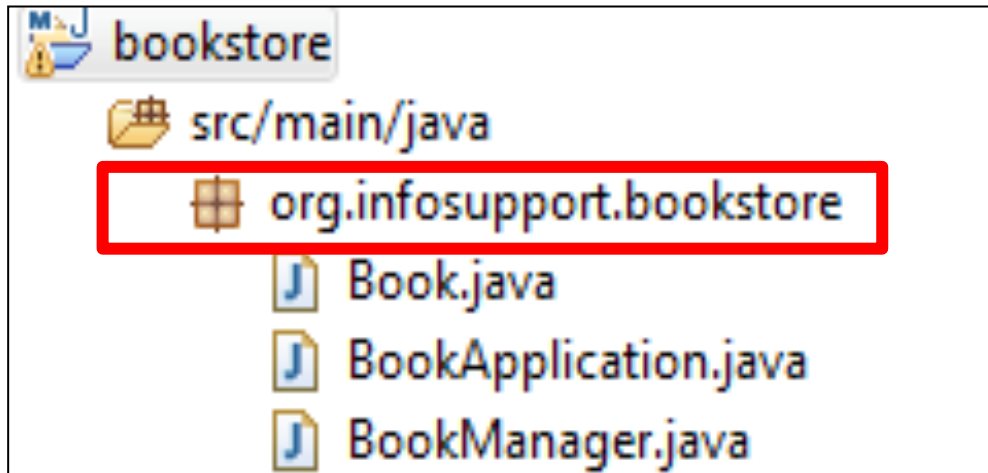 bookstore
src/main/java
org.infosupport.bookstore
Book.java
BookApplication.java
BookManager.java